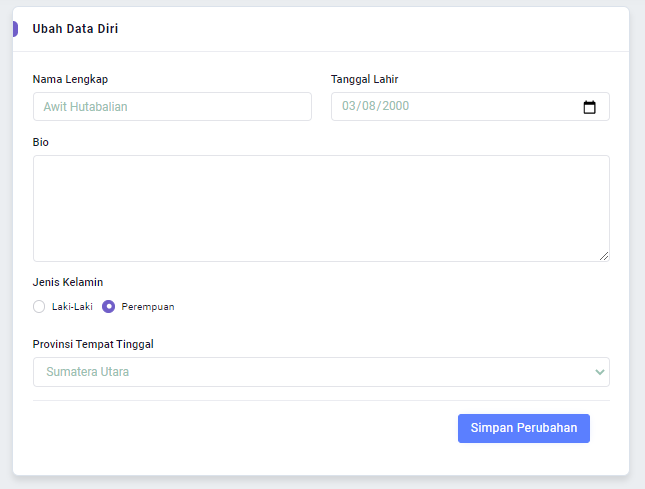 Ubah Data Diri
Nama Lengkap
Tanggal Lahir
Awit Hutabalian
03/08/2000
Bio
Jenis Kelamin
Laki-Laki
Perempuan
Provinsi Tempat Tinggal
Sumatera Utara
Simpan Perubahan